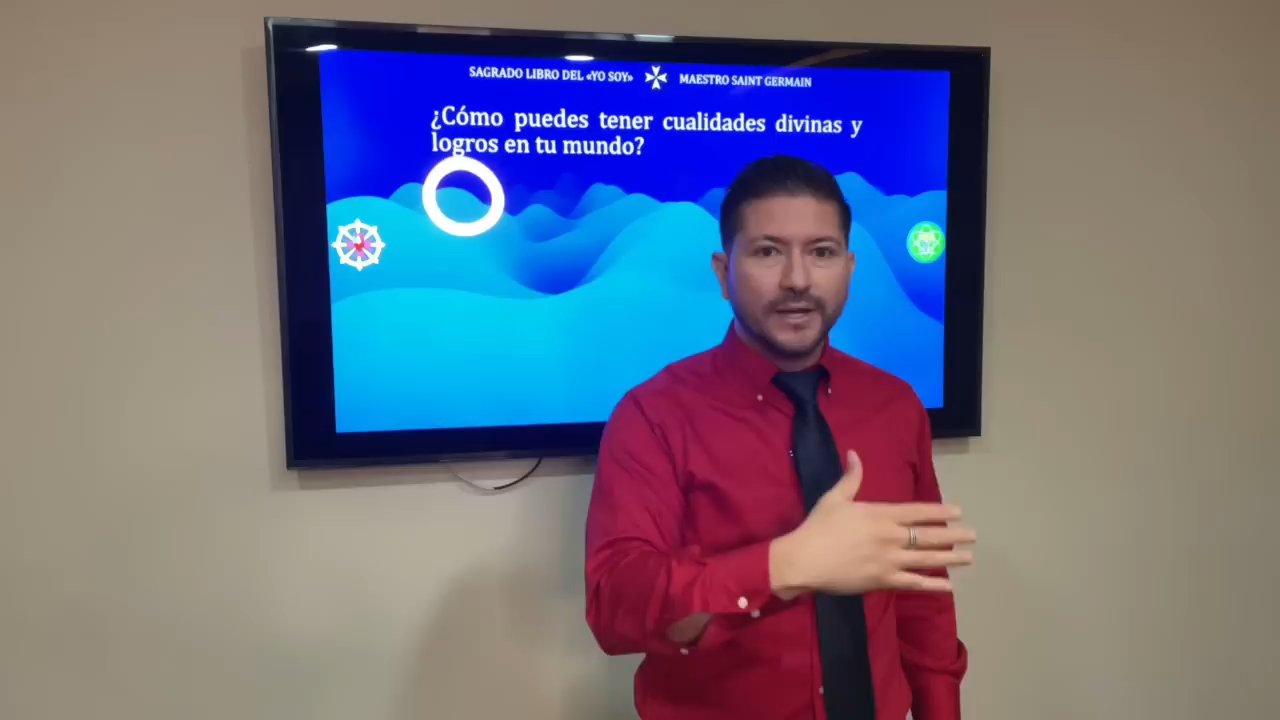 SAGRADO LIBRO DEL «YO SOY» MAESTRO SAINT GERMAIN
¿Cómo puedes tener cualidades divinas y
logros en tu mundo?